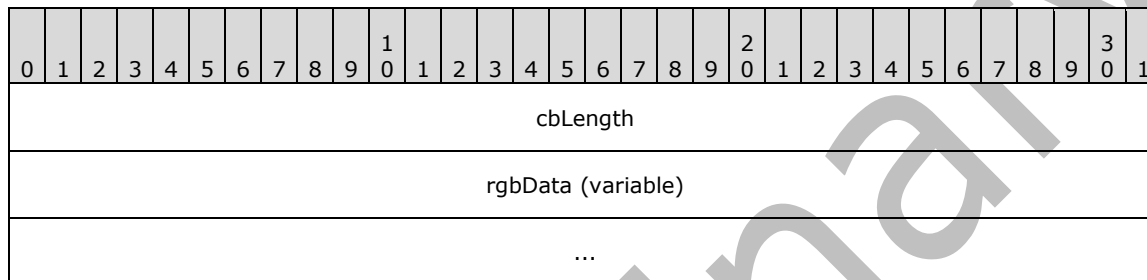 1 2 3
0 1 2 3 4 5 6 7 8 9 0 1 2 3 4 5 6 7 8 9 0 1 2 3 4 5 6 7 8 9 0 1
cbLength
rgbData (variable)
...